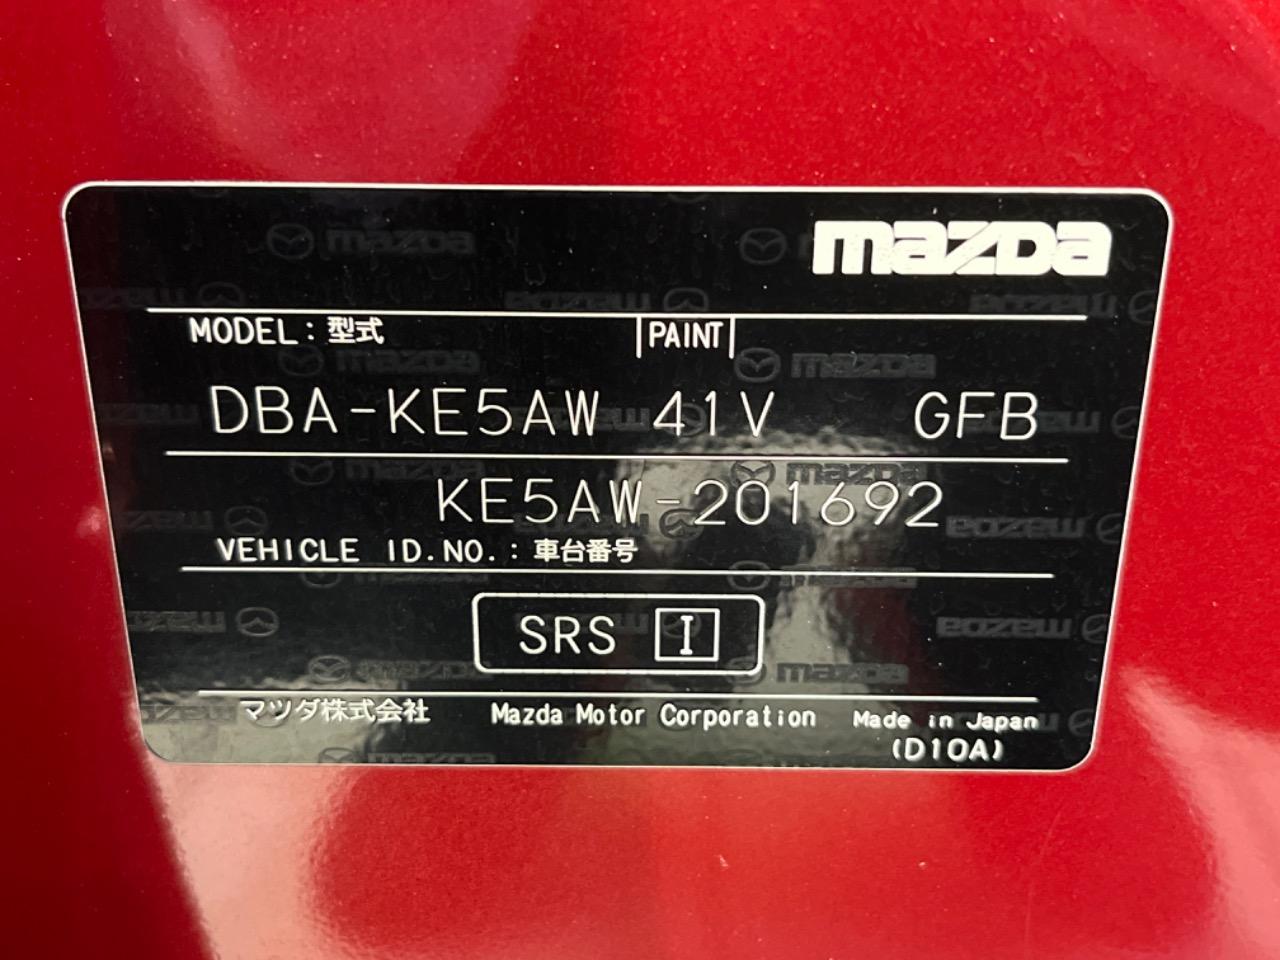 mazda
MODEL: 型式 PAINT
DBA-KE5AW 41V GFB
KE5AW-201692
VEHICLE ID.NO.: 車台番号
SRS I
マツダ株式会社 Mazda Motor Corporation Made in Japan
(D10A)